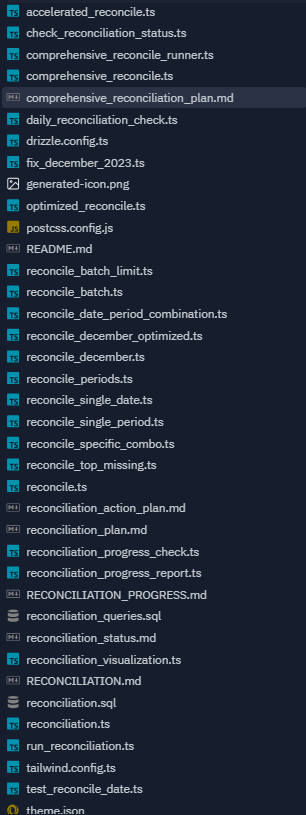 accelerated_reconcile.ts
check_reconciliation_status.ts
comprehensive_reconcile_runner.ts
comprehensive_reconcile.ts
comprehensive_reconciliation_plan.md
daily_reconciliation_check.ts
drizzle.config.ts
fix_december_2023.ts
generated-icon.png
optimized_reconcile.ts
postcss.config.js
README.md
reconcile_batch_limit.ts
reconcile_batch.ts
reconcile_date_period_combination.ts
reconcile_december_optimized.ts
reconcile_december.ts
reconcile_periods.ts
reconcile_single_date.ts
reconcile_single_period.ts
reconcile_specific_combo.ts
reconcile_top_missing.ts
reconcile.ts
reconciliation_action_plan.md
reconciliation_plan.md
reconciliation_progress_check.ts
reconciliation_progress_report.ts
RECONCILIATION_PROGRESS.md
reconciliation_queries.sql
reconciliation_status.md
reconciliation_visualization.ts
RECONCILIATION.md
reconciliation.sql
reconciliation.ts
run_reconciliation.ts
tailwind.config.ts
test_reconcile_date.ts
theme.json